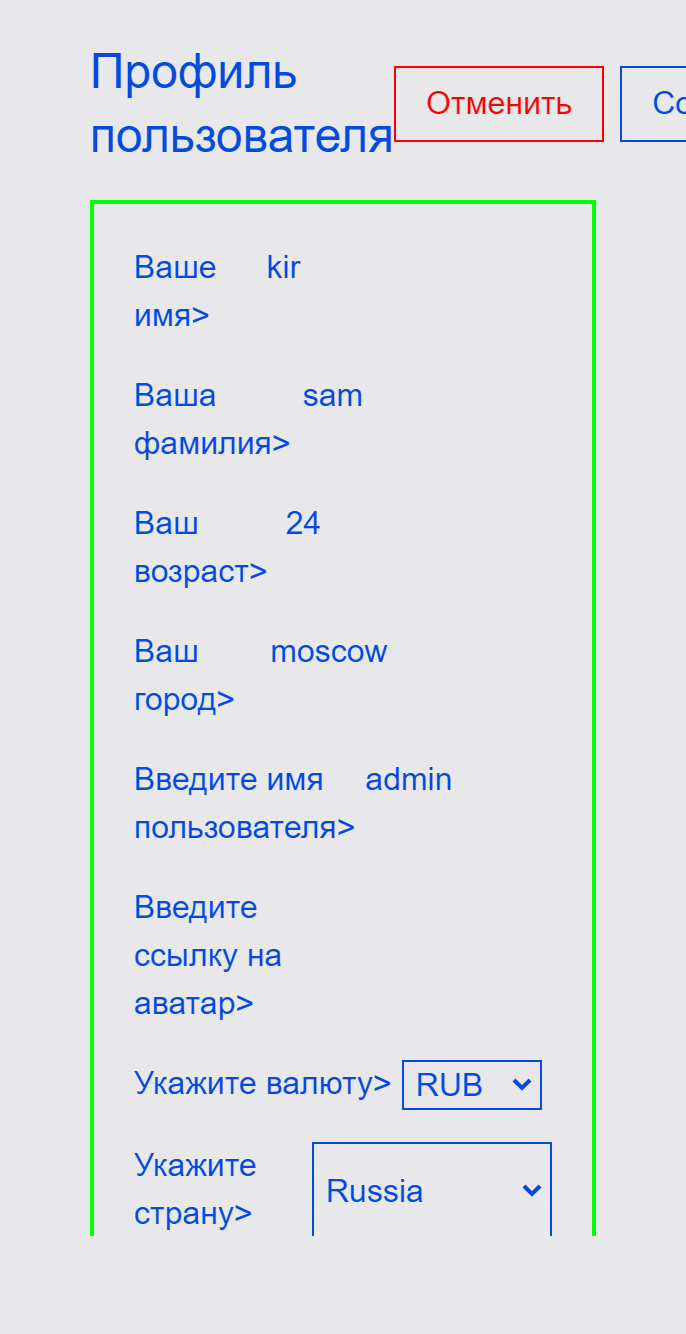 Профиль
пользователя
Отменить
Ваше kir
имя>
Ваша sam
фамилия>
Ваш 24
возраст>
Ваш moscow
город>
Введите имя admin
пользователя>
Введите
ссылку на
аватар>
Укажите валюту> RUB
Укажите Russia
страну>